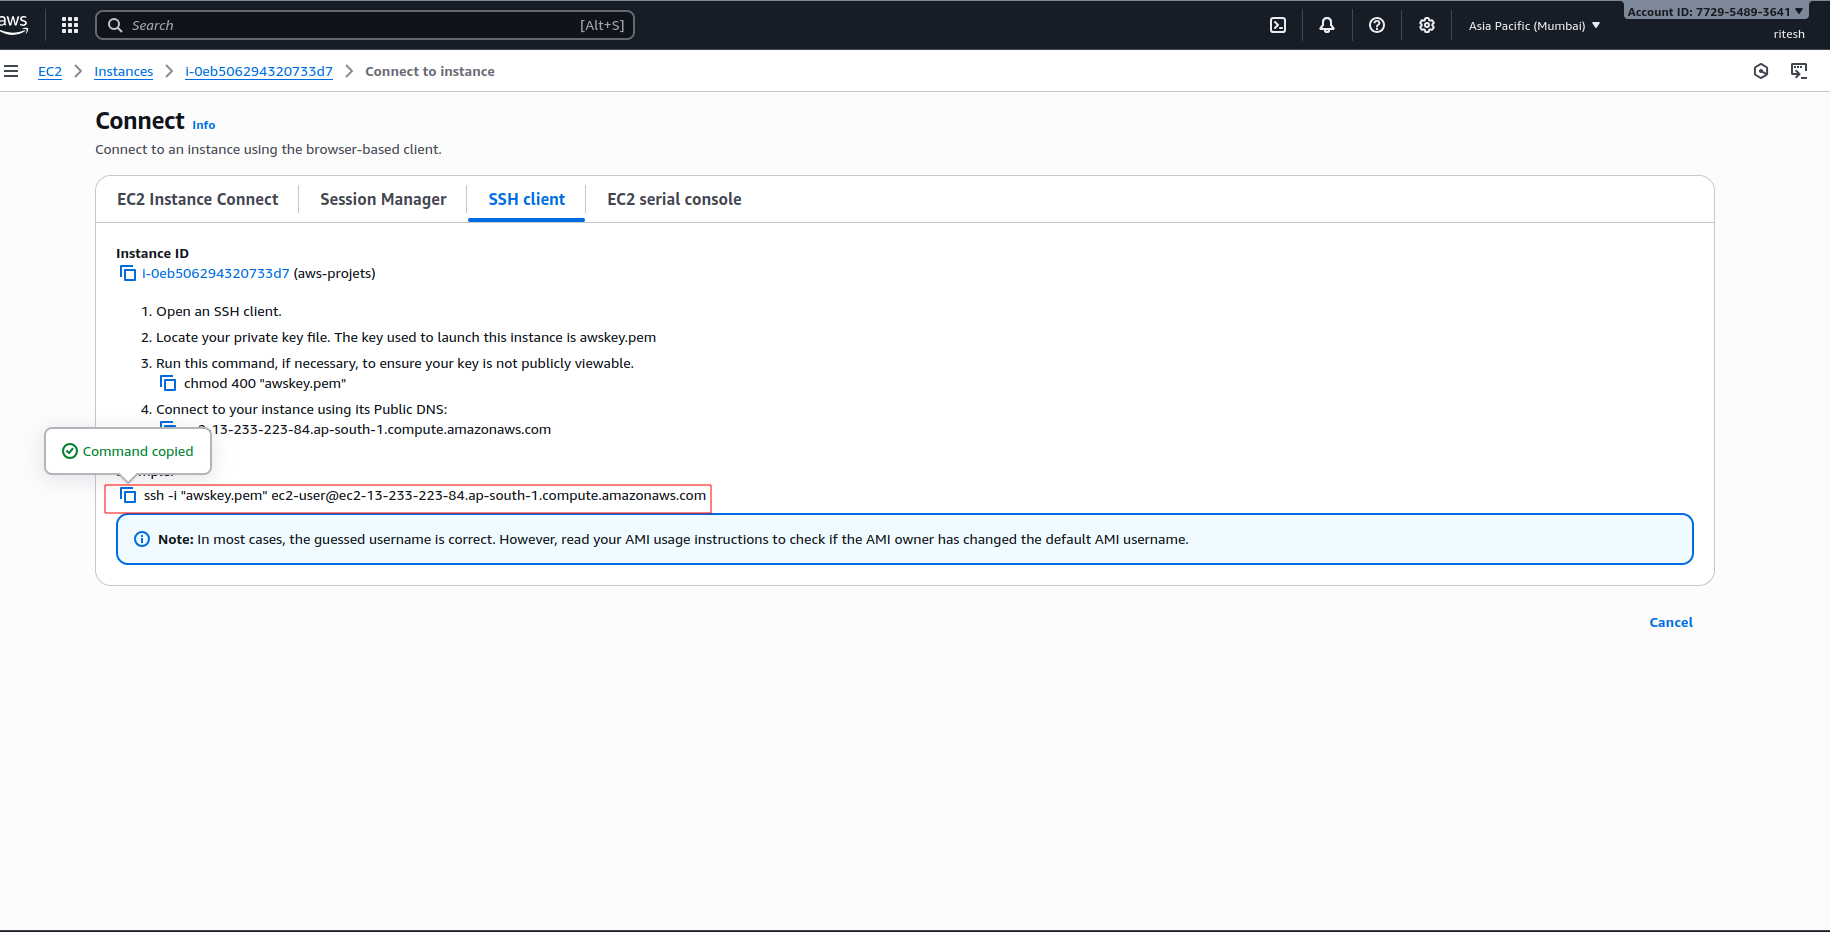 aws
Search [Alt+S]
Asia Pacific (Mumbai)
Account ID: 7729-5489-3641
ritesh
EC2 Instances i-0eb506294320733d7 Connect to instance
Connect Info
Connect to an instance using the browser-based client.
EC2 Instance Connect Session Manager SSH client EC2 serial console
Instance ID
i-0eb506294320733d7 (aws-projets)
1. Open an SSH client.
2. Locate your private key file. The key used to launch this instance is awskey.pem
3. Run this command, if necessary, to ensure your key is not publicly viewable.
chmod 400 "awskey.pem"
4. Connect to your instance using its Public DNS:
2-13-233-223-84.ap-south-1.compute.amazonaws.com
Command copied
ssh -i "awskey.pem" ec2-user@ec2-13-233-223-84.ap-south-1.compute.amazonaws.com
Note: In most cases, the guessed username is correct. However, read your AMI usage instructions to check if the AMI owner has changed the default AMI username.
Cancel